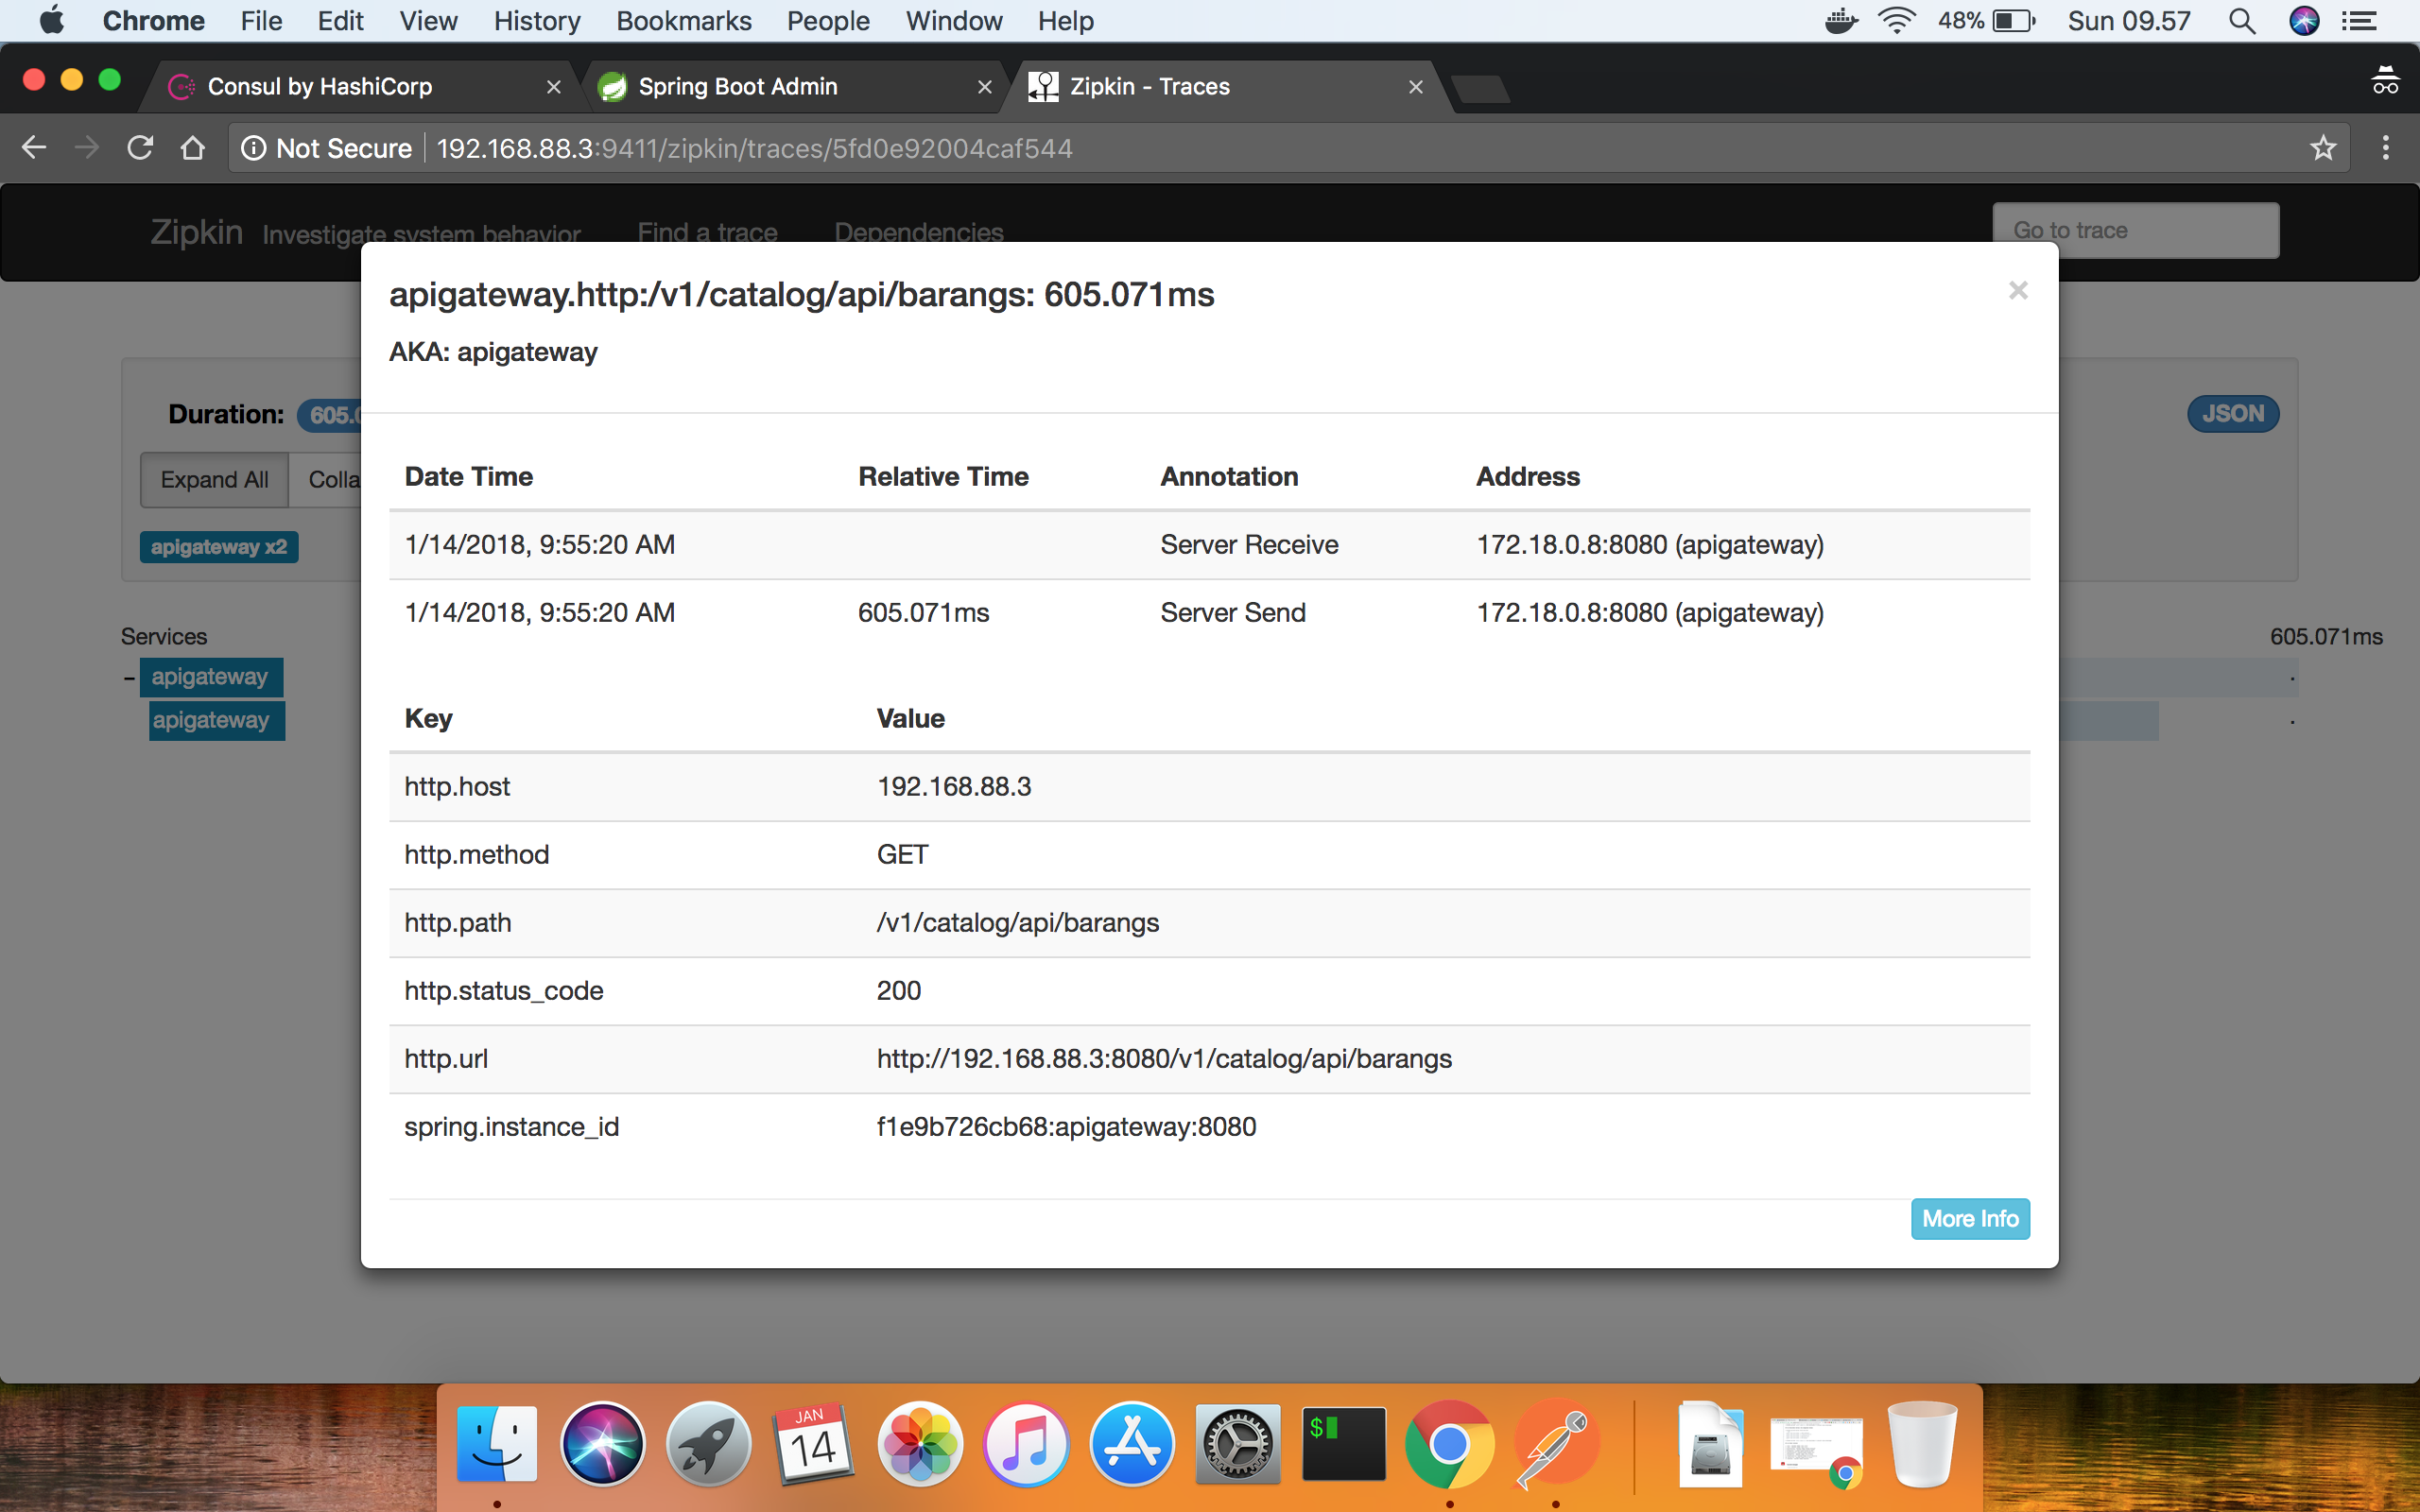 Chrome File Edit View History Bookmarks People Window Help 48% Sun 09.57
Consul by HashiCorp Spring Boot Admin Zipkin - Traces
Not Secure 192.168.88.3:9411/zipkin/traces/5fd0e92004caf544
Zipkin Investigate system behavior Find a trace Dependencies Go to trace
apigateway.http:/v1/catalog/api/barangs: 605.071ms ×
AKA: apigateway
Duration: 605.0 JSON
Expand All Colla
Date Time Relative Time Annotation Address
1/14/2018, 9:55:20 AM Server Receive 172.18.0.8:8080 (apigateway)
apigateway x2
1/14/2018, 9:55:20 AM 605.071ms Server Send 172.18.0.8:8080 (apigateway)
Services 605.071ms
- apigateway .
apigateway .
Key Value
http.host 192.168.88.3
http.method GET
http.path /v1/catalog/api/barangs
http.status_code 200
http.url http://192.168.88.3:8080/v1/catalog/api/barangs
spring.instance_id f1e9b726cb68:apigateway:8080
More Info
JAN
14
$